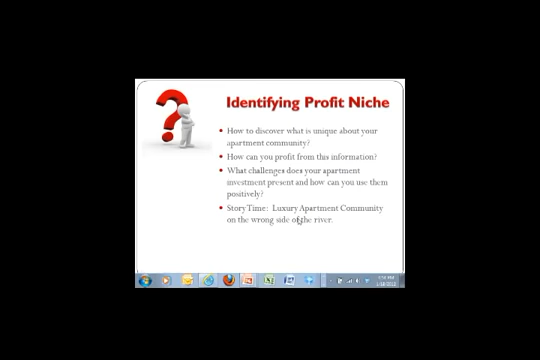 Identifying Profit Niche
How to discover what is unique about your
apartment community?
How can you profit from this information?
What challenges does your apartment
investment present and how can you use them
positively?
Story Time: Luxury Apartment Community
on the wrong side of the river.